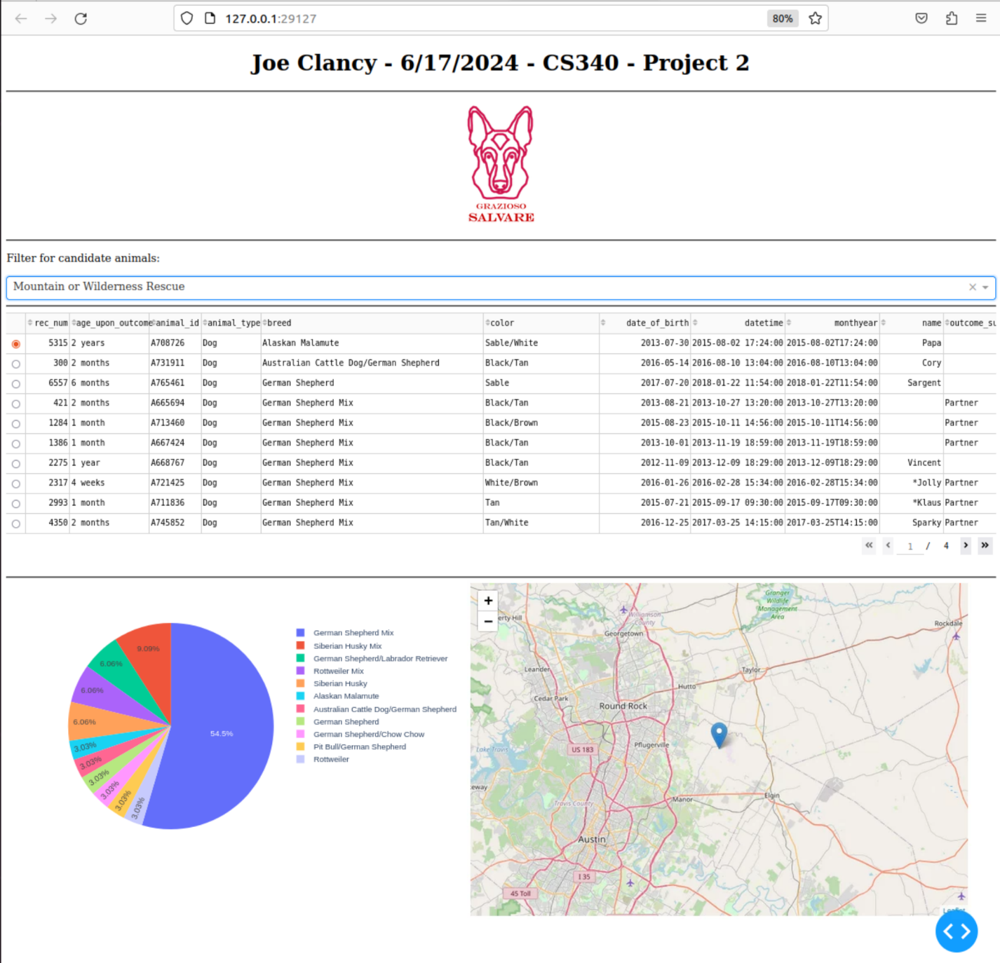 127.0.0.1:29127 80%
Joe Clancy - 6/17/2024 - CS340 - Project 2
GRAZIOSO
SALVARE
Filter for candidate animals:
Mountain or Wilderness Rescue
rec_num age_upon_outcome animal_id animal_type breed color date_of_birth datetime monthyear name outcome_su
5315 2 years A708726 Dog Alaskan Malamute Sable/White 2013-07-30 2015-08-02 17:24:00 2015-08-02T17:24:00 Papa
300 2 months A731911 Dog Australian Cattle Dog/German Shepherd Black/Tan 2016-05-14 2016-08-10 13:04:00 2016-08-10T13:04:00 Cory
6557 6 months A765461 Dog German Shepherd Sable 2017-07-20 2018-01-22 11:54:00 2018-01-22T11:54:00 Sargent
421 2 months A665694 Dog German Shepherd Mix Black/Tan 2013-08-21 2013-10-27 13:20:00 2013-10-27T13:20:00 Partner
1284 1 month A713460 Dog German Shepherd Mix Black/Brown 2015-08-23 2015-10-11 14:56:00 2015-10-11T14:56:00 Partner
1386 1 month A667424 Dog German Shepherd Mix Black/Tan 2013-10-01 2013-11-19 18:59:00 2013-11-19T18:59:00 Partner
2275 1 year A668767 Dog German Shepherd Mix Black/Tan 2012-11-09 2013-12-09 18:29:00 2013-12-09T18:29:00 Vincent
2317 4 weeks A721425 Dog German Shepherd Mix White/Brown 2016-01-26 2016-02-28 15:34:00 2016-02-28T15:34:00 *Jolly Partner
2993 1 month A711836 Dog German Shepherd Mix Tan 2015-07-21 2015-09-17 09:30:00 2015-09-17T09:30:00 *Klaus Partner
4350 2 months A745852 Dog German Shepherd Mix Tan/White 2016-12-25 2017-03-25 14:15:00 2017-03-25T14:15:00 Sparky Partner
« ‹ 1 / 4 › »
9.09%
6.06%
6.06%
6.06%
3.03%
3.03%
3.03%
3.03%
3.03%
3.03%
54.5%
German Shepherd Mix
Siberian Husky Mix
German Shepherd/Labrador Retriever
Rottweiler Mix
Siberian Husky
Alaskan Malamute
Australian Cattle Dog/German Shepherd
German Shepherd
German Shepherd/Chow Chow
Pit Bull/German Shepherd
Rottweiler
+
−
Granger
Wildlife
Management
Area
erty Hill
Williamson
County
Rockdale
Georgetown
Leander
Taylor
Hutto
Cedar Park
Round Rock
Pflugerville
Lake Travis
US 183
eway
Manor
Elgin
Travis County
Austin
I 35
45 Toll
Leaflet